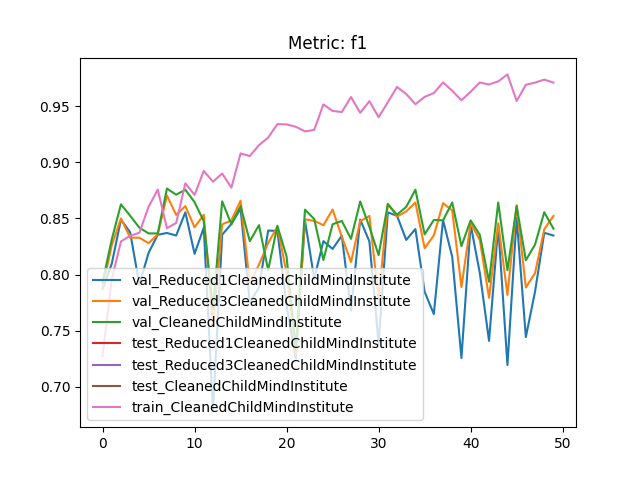 Metric: f1
0.95
0.90
0.85
0.80
0.75
0.70
val_Reduced1CleanedChildMindInstitute
val_Reduced3CleanedChildMindInstitute
val_CleanedChildMindInstitute
test_Reduced1CleanedChildMindInstitute
test_Reduced3CleanedChildMindInstitute
test_CleanedChildMindInstitute
train_CleanedChildMindInstitute
0 10 20 30 40 50